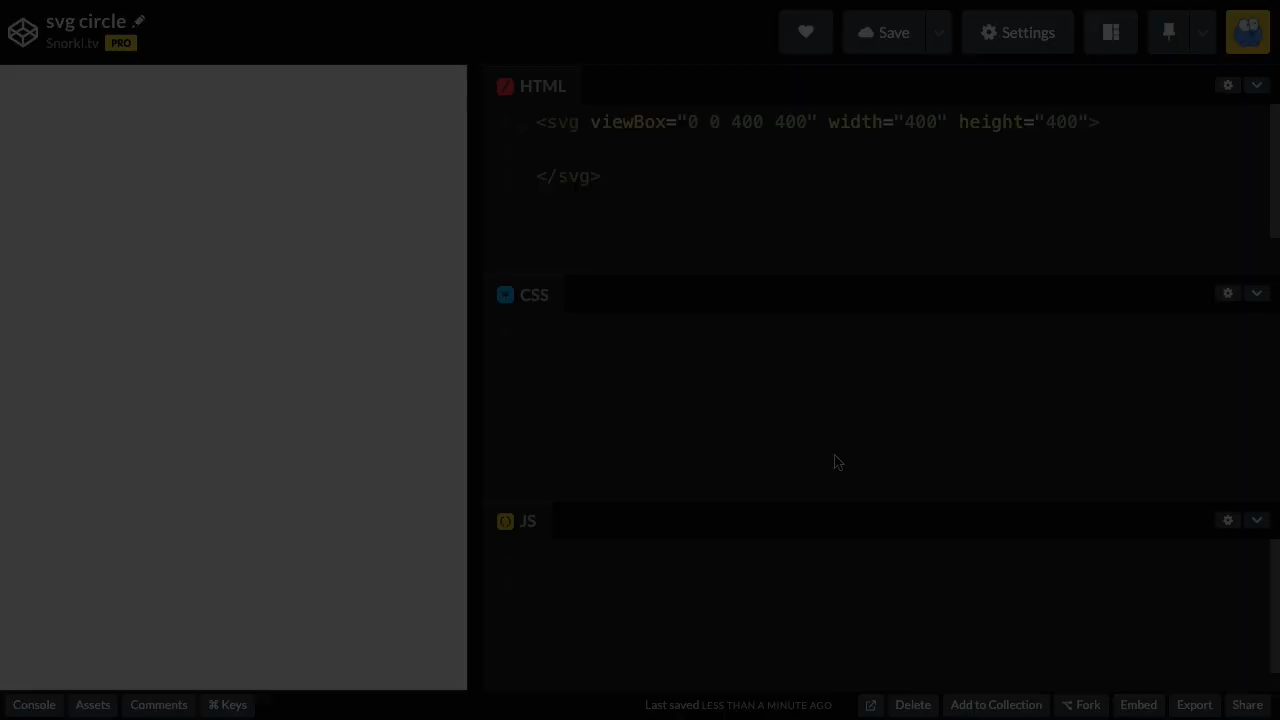 svg circle
Snorkl.tv PRO
Save
Settings
HTML
<svg viewBox="0 0 400 400" width="400" height="400">
</svg>
CSS
JS
Console Assets Comments ⌘ Keys Last saved LESS THAN A MINUTE AGO Delete Add to Collection ⌥ Fork Embed Export Share